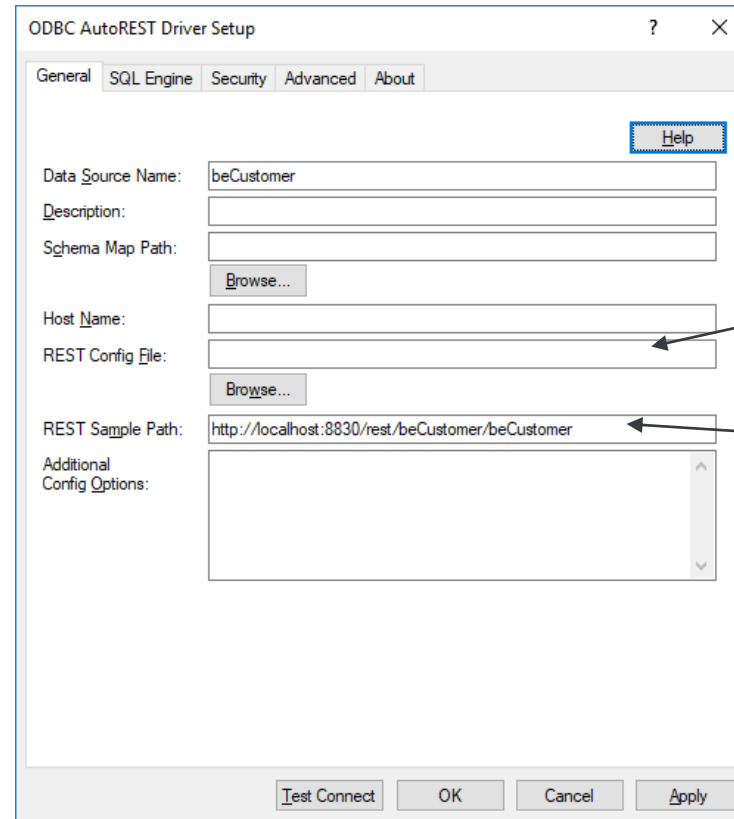 ODBC AutoREST Driver Setup ? ×
General SQL Engine Security Advanced About
Help
Data Source Name: beCustomer
Description:
Schema Map Path:
Browse...
Host Name:
REST Config File:
Browse...
REST Sample Path: http://localhost:8830/rest/beCustomer/beCustomer
Additional
Config Options:
Test Connect OK Cancel Apply